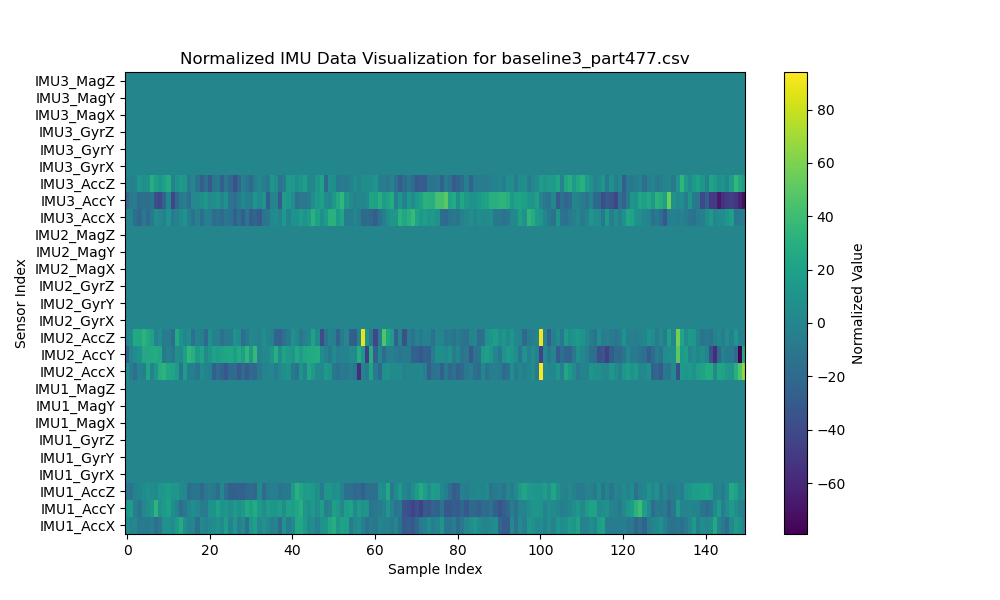 Normalized IMU Data Visualization for baseline3_part477.csv
IMU3_MagZ
IMU3_MagY
IMU3_MagX
IMU3_GyrZ
IMU3_GyrY
IMU3_GyrX
IMU3_AccZ
IMU3_AccY
IMU3_AccX
IMU2_MagZ
IMU2_MagY
IMU2_MagX
IMU2_GyrZ
IMU2_GyrY
IMU2_GyrX
IMU2_AccZ
IMU2_AccY
IMU2_AccX
IMU1_MagZ
IMU1_MagY
IMU1_MagX
IMU1_GyrZ
IMU1_GyrY
IMU1_GyrX
IMU1_AccZ
IMU1_AccY
IMU1_AccX
Sensor Index
0 20 40 60 80 100 120 140
Sample Index
80
60
40
20
0
−20
−40
−60
Normalized Value